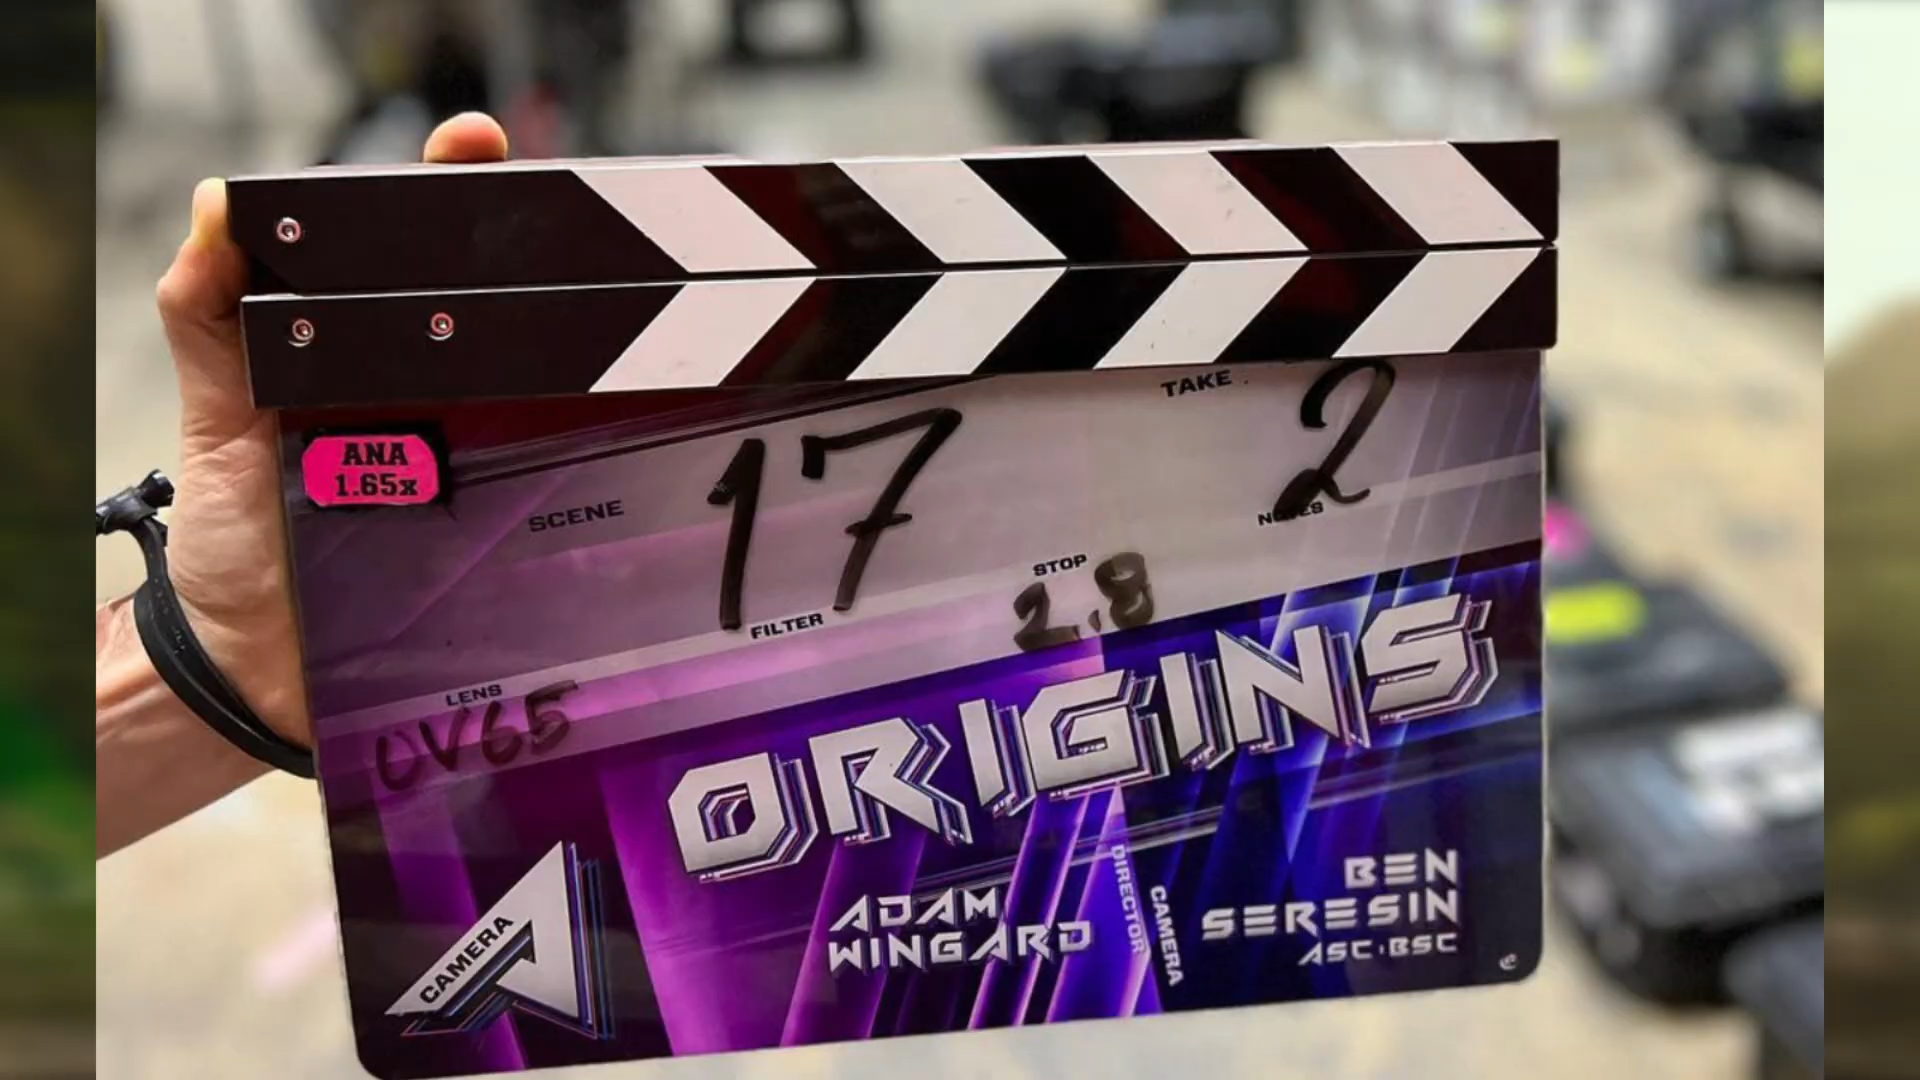 TAKE
2
ANA
1.65x
SCENE
17
NOTES
STOP
2.8
FILTER
LENS
UV65
ORIGINS
CAMERA
A
ADAM
WINGARD
DIRECTOR
CAMERA
BEN
SERESIN
ASC·BSC